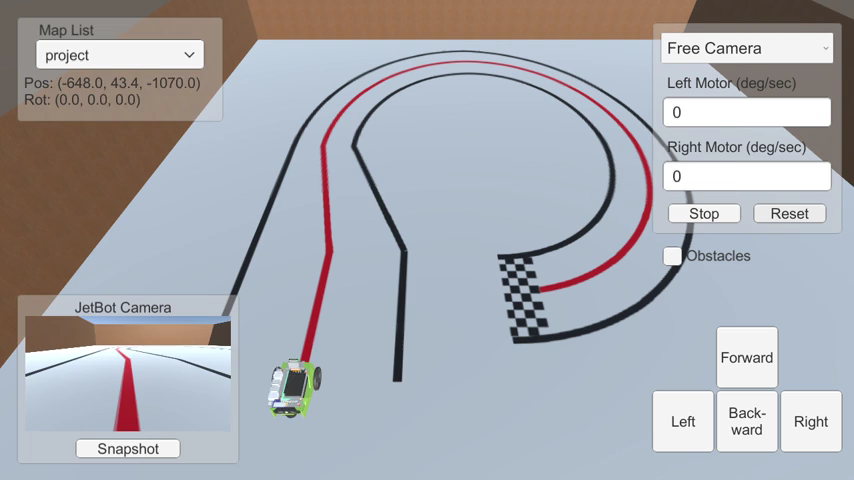 Map List
project
Pos: (-648.0, 43.4, -1070.0)
Rot: (0.0, 0.0, 0.0)
Free Camera
Left Motor (deg/sec)
0
Right Motor (deg/sec)
0
Stop
Reset
Obstacles
JetBot Camera
Snapshot
Forward
Left
Back-
ward
Right